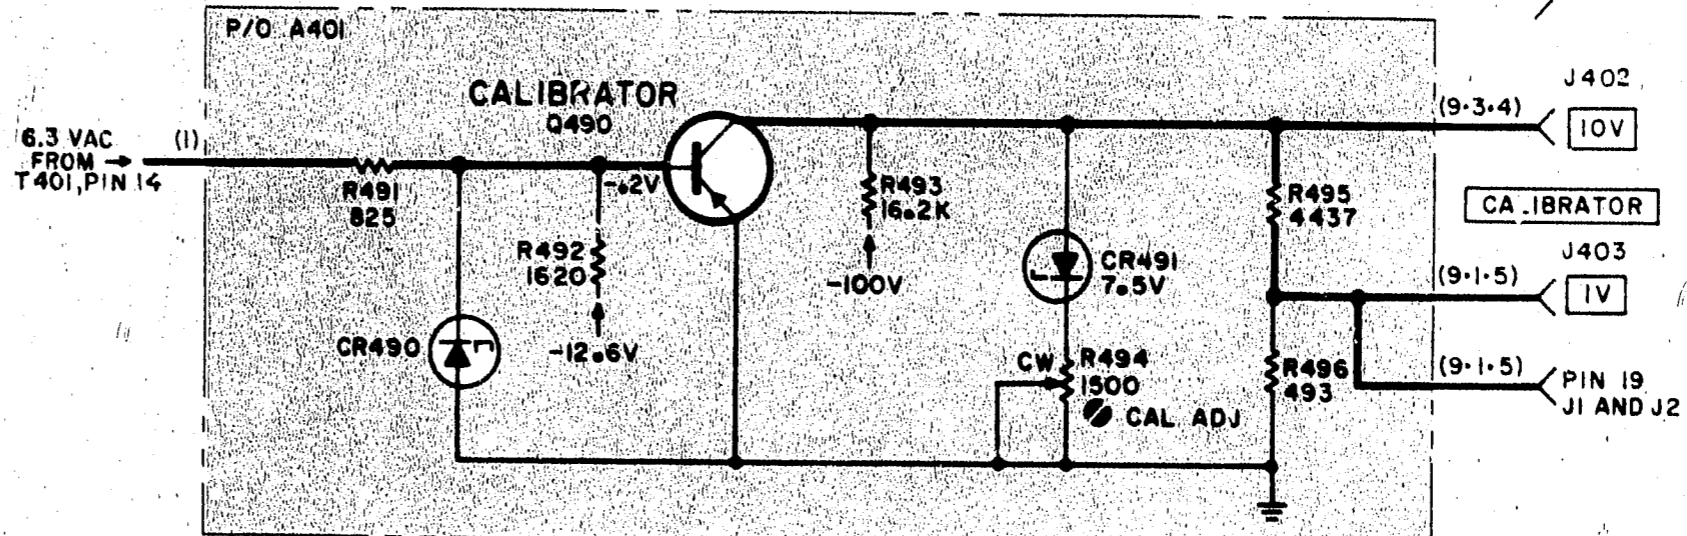 P/O A401
CALIBRATOR
Q490
6.3 VAC
FROM →
T401, PIN 14
(1)
R491
825
-.2V
R492
1620
-12.6V
CR490
R493
16.2K
-100V
CR491
7.5V
CW
R494
1500
CAL ADJ
R495
4437
R496
493
(9.3.4)
J402
10V
CA_IBRATOR
J403
(9.1.5)
1V
(9.1.5)
PIN 19
J1 AND J2